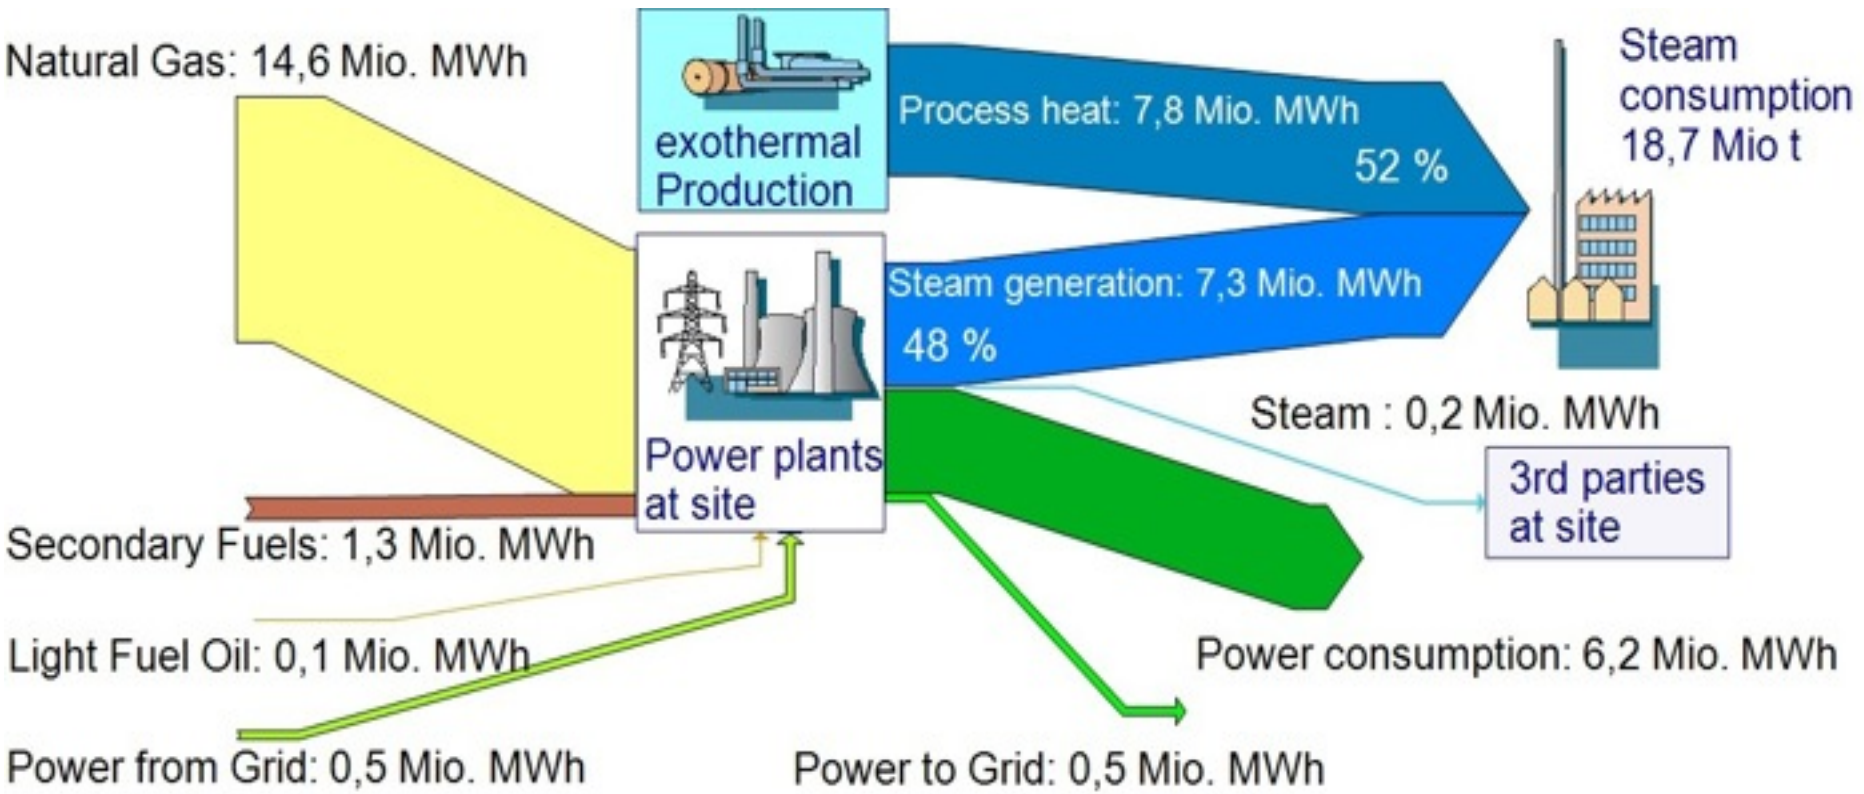 Natural Gas: 14,6 Mio. MWh
exothermal
Production
Process heat: 7,8 Mio. MWh
52 %
Steam
consumption
18,7 Mio t
Steam generation: 7,3 Mio. MWh
48 %
Power plants
at site
Steam : 0,2 Mio. MWh
3rd parties
at site
Secondary Fuels: 1,3 Mio. MWh
Light Fuel Oil: 0,1 Mio. MWh
Power consumption: 6,2 Mio. MWh
Power from Grid: 0,5 Mio. MWh
Power to Grid: 0,5 Mio. MWh